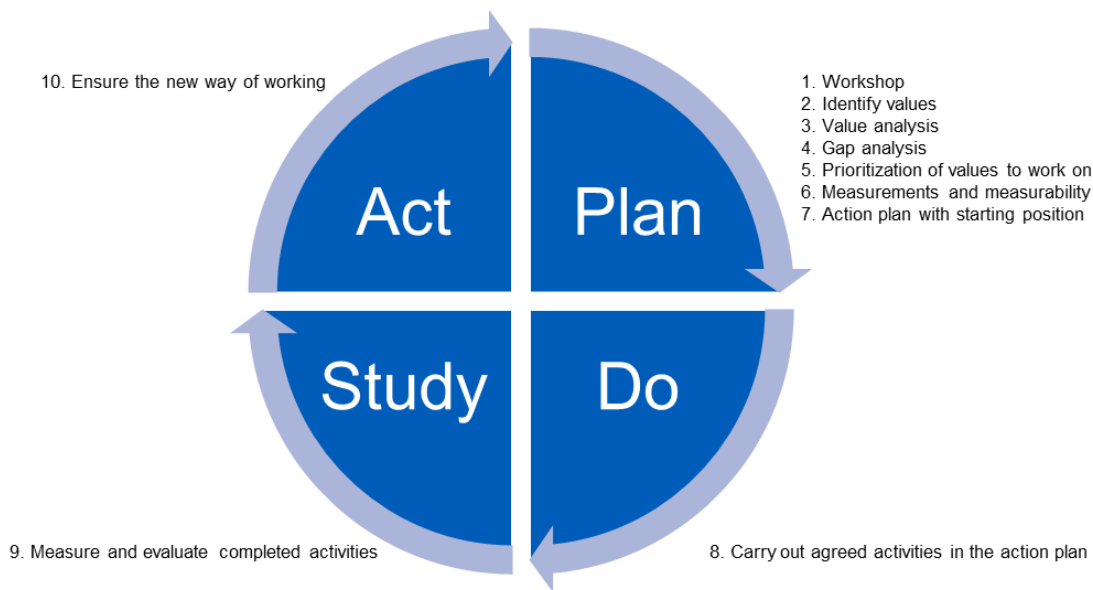 10. Ensure the new way of working
1. Workshop
2. Identify values
3. Value analysis
4. Gap analysis
5. Prioritization of values to work on
6. Measurements and measurability
7. Action plan with starting position
Act
Plan
Study
Do
9. Measure and evaluate completed activities
8. Carry out agreed activities in the action plan